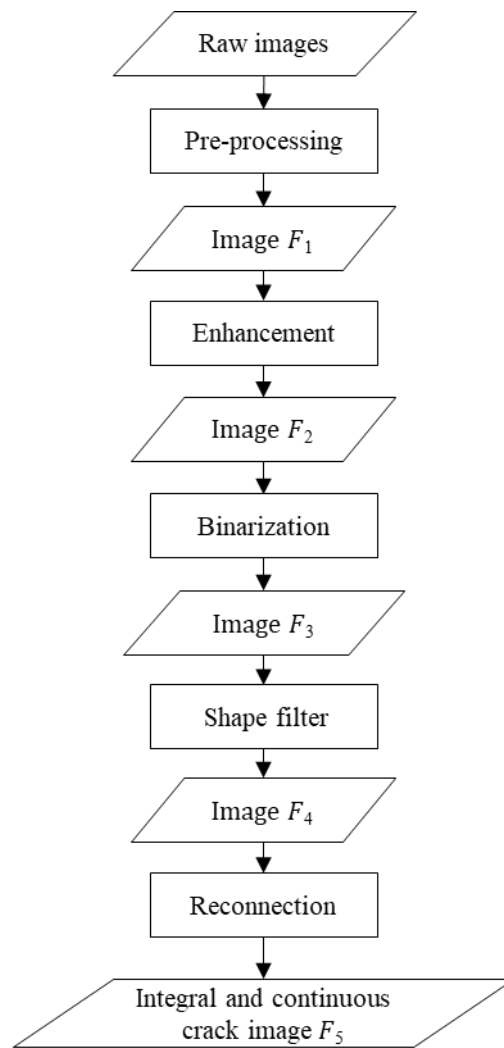 Raw images
Pre-processing
Image F₁
Enhancement
Image F₂
Binarization
Image F₃
Shape filter
Image F₄
Reconnection
Integral and continuous
crack image F₅